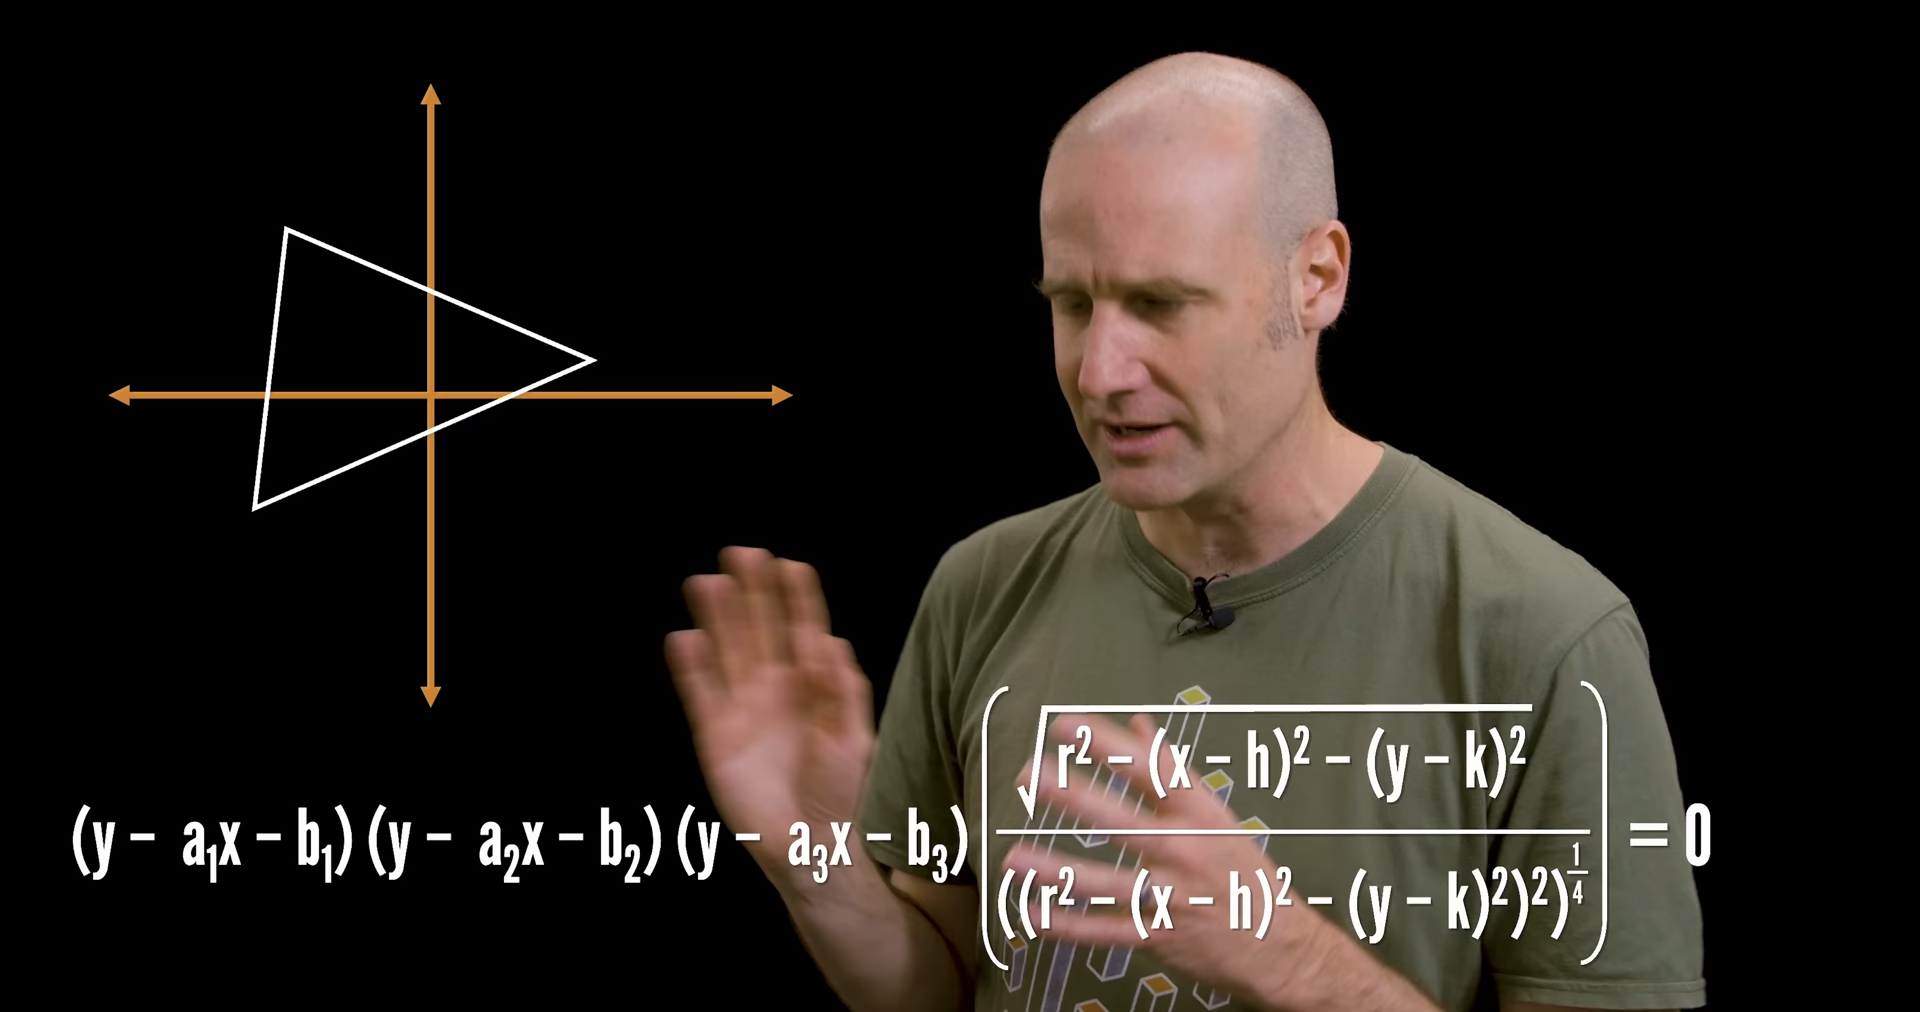 (y − a₁x − b₁) (y − a₂x − b₂) (y − a₃x − b₃) ( √(r² − (x − h)² − (y − k)²) / ((r² − (x − h)² − (y − k)²)²)^(1/4) ) = 0